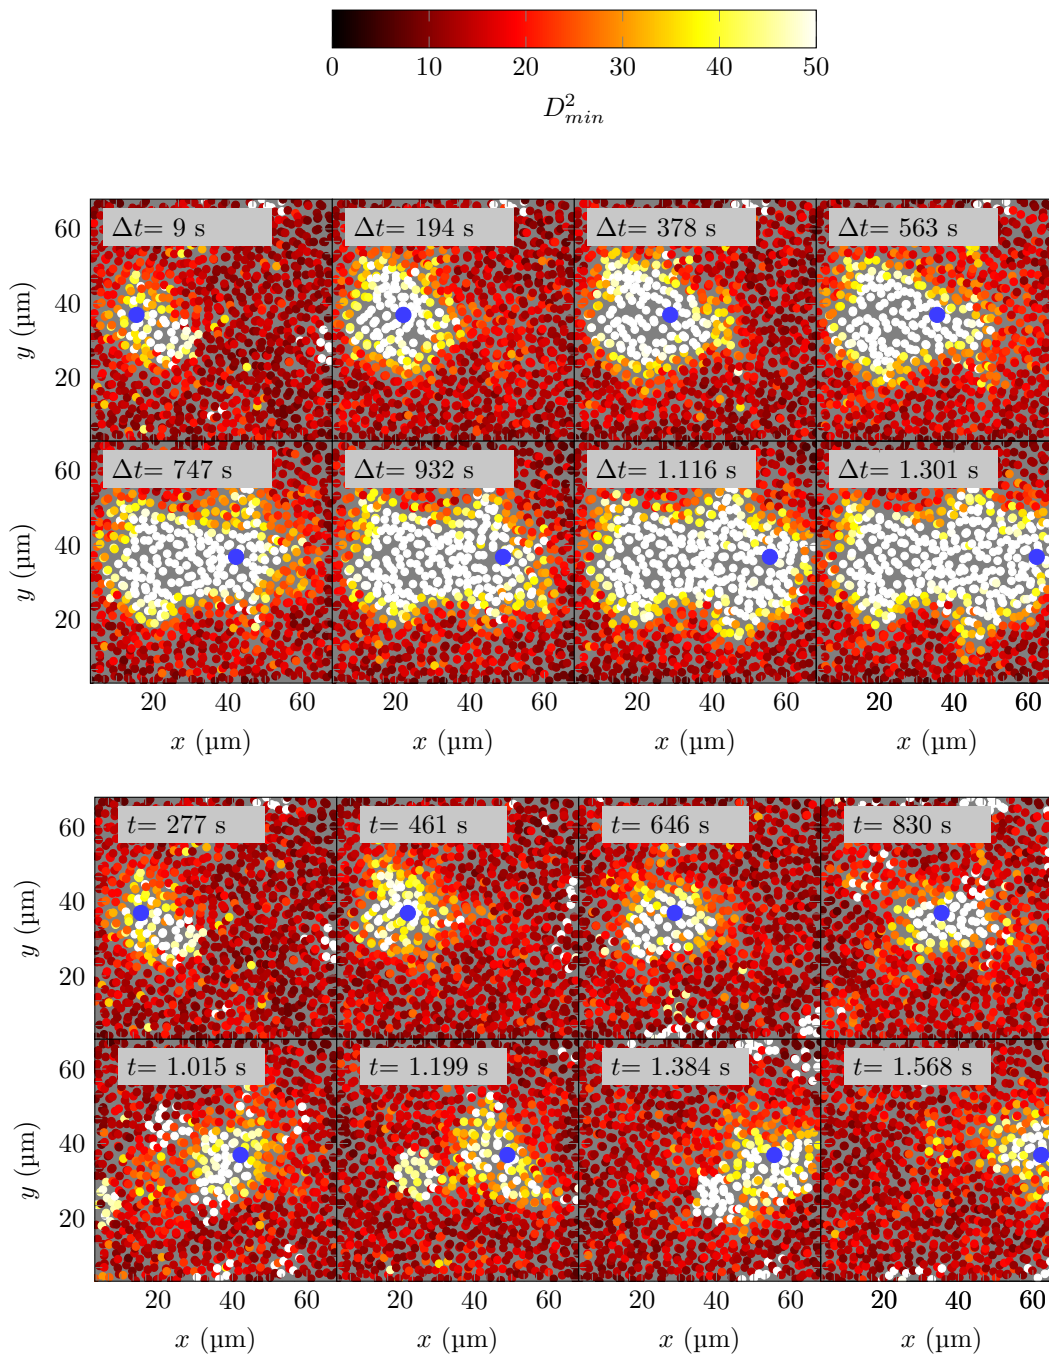 0 10 20 30 40 50
D²min
Δt= 9 s Δt= 194 s Δt= 378 s Δt= 563 s
60
40
20
y (µm)
Δt= 747 s Δt= 932 s Δt= 1.116 s Δt= 1.301 s
60
40
20
y (µm)
20 40 60 20 40 60 20 40 60 20 40 60
x (µm) x (µm) x (µm) x (µm)
t= 277 s t= 461 s t= 646 s t= 830 s
60
40
20
y (µm)
t= 1.015 s t= 1.199 s t= 1.384 s t= 1.568 s
60
40
20
y (µm)
20 40 60 20 40 60 20 40 60 20 40 60
x (µm) x (µm) x (µm) x (µm)